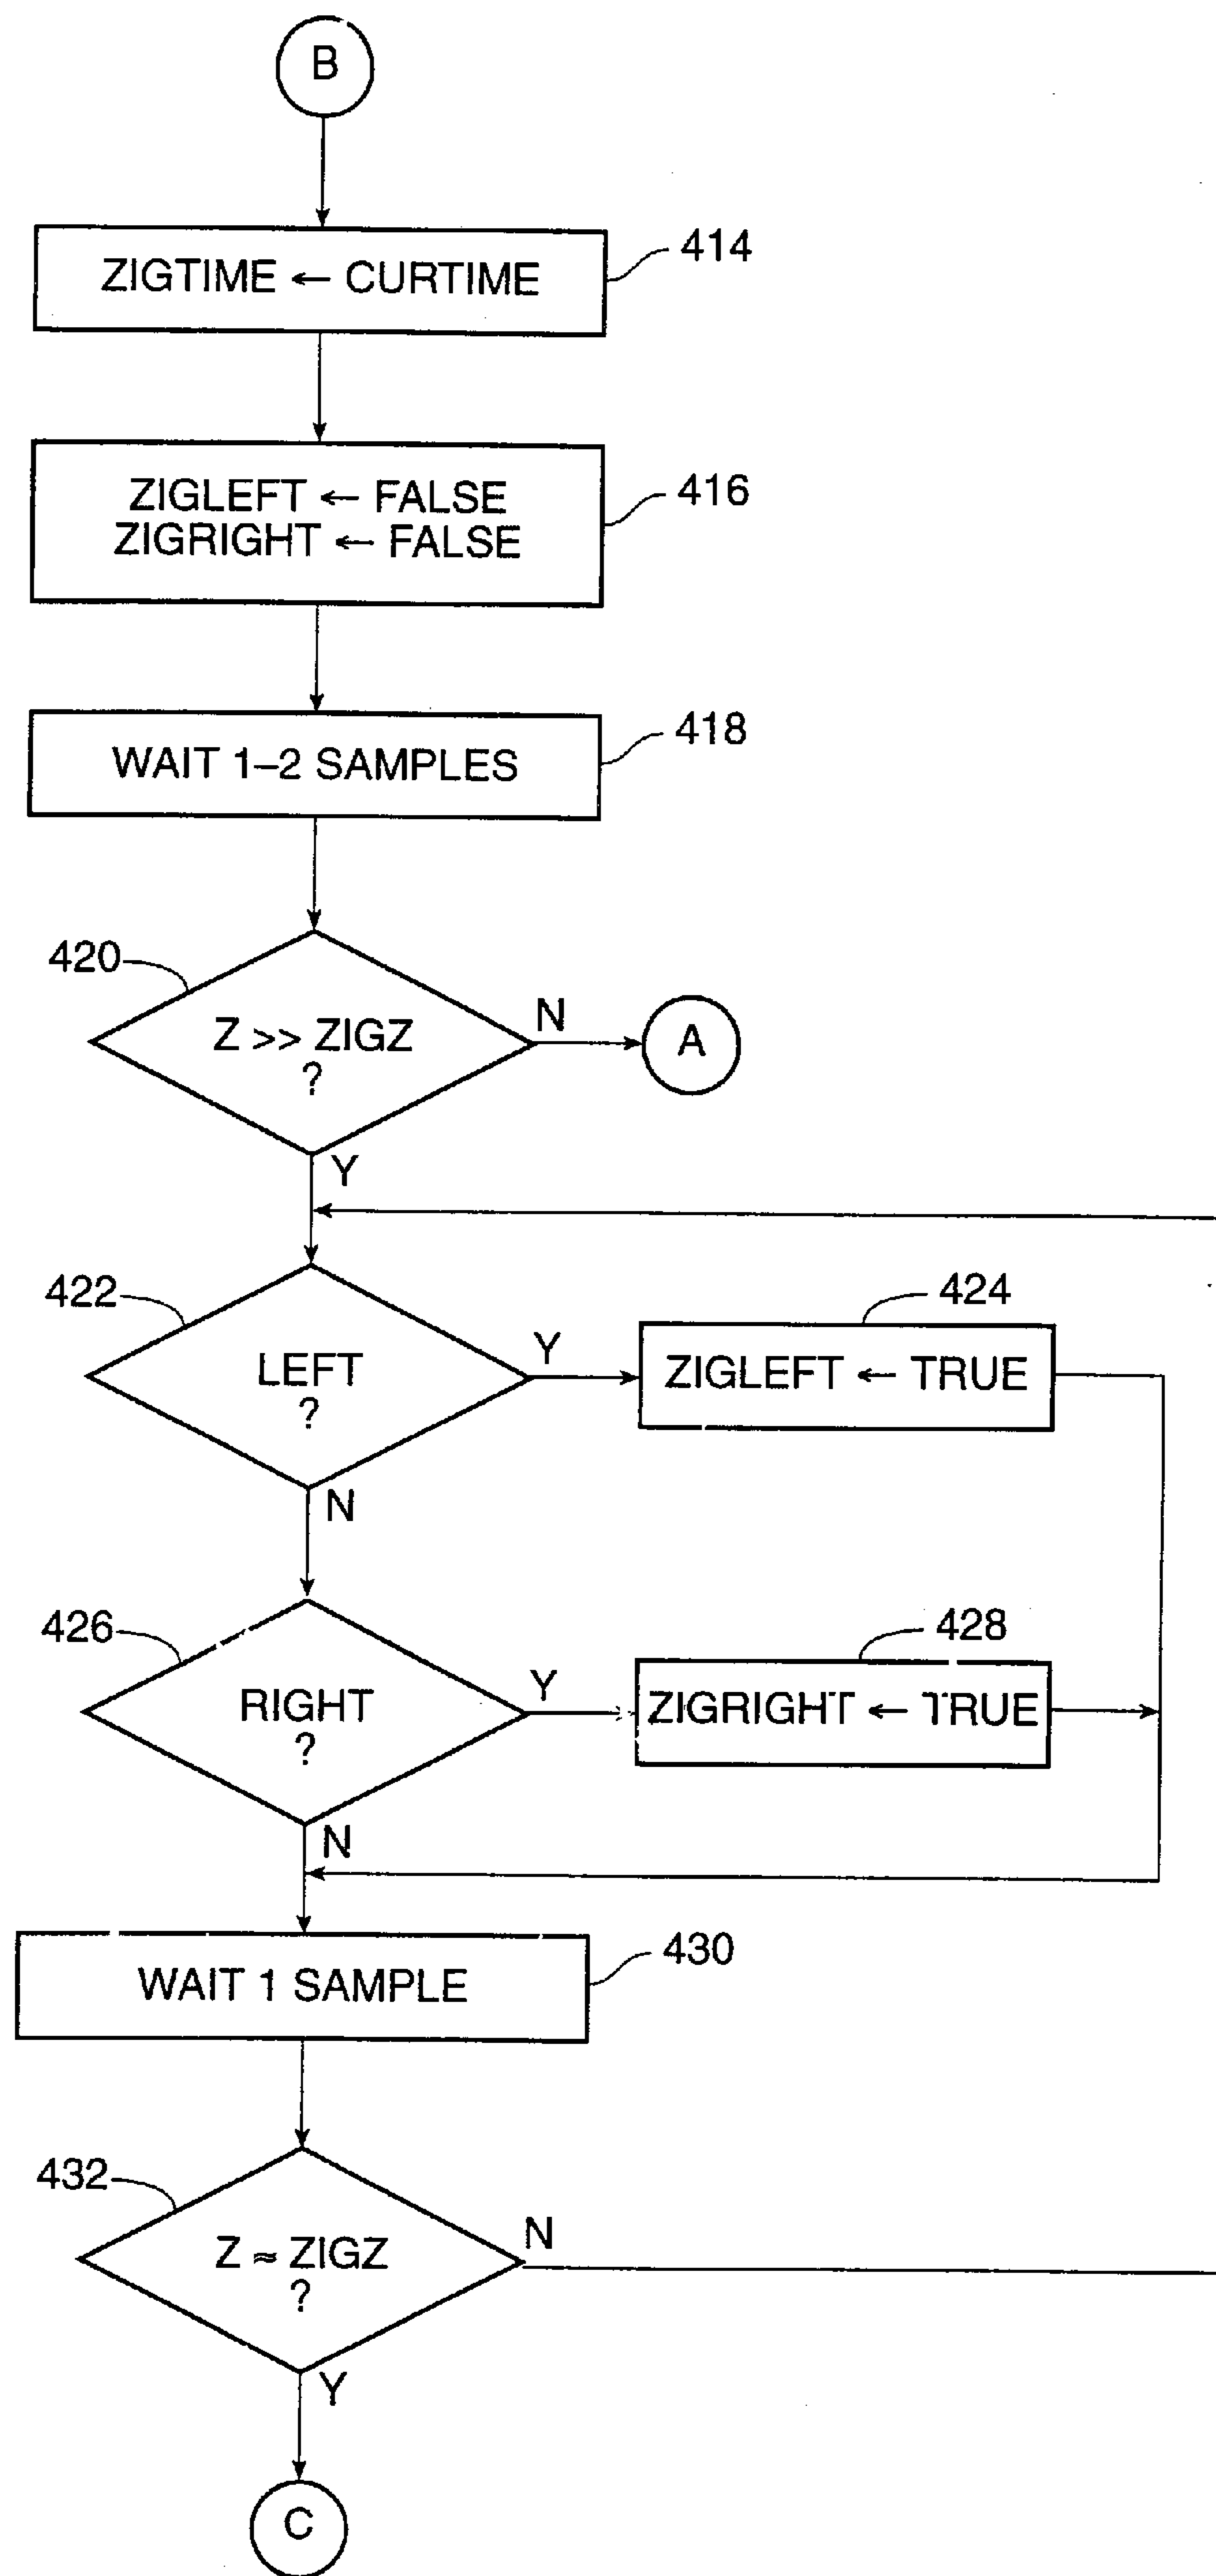 B
ZIGTIME ← CURTIME
414
ZIGLEFT ← FALSE
ZIGRIGHT ← FALSE
416
WAIT 1–2 SAMPLES
418
420
Z >> ZIGZ
?
N
A
Y
422
LEFT
?
Y
424
ZIGLEFT ← TRUE
N
426
RIGHT
?
Y
428
ZIGRIGHT ← TRUE
N
WAIT 1 SAMPLE
430
432
Z ≈ ZIGZ
?
N
Y
C